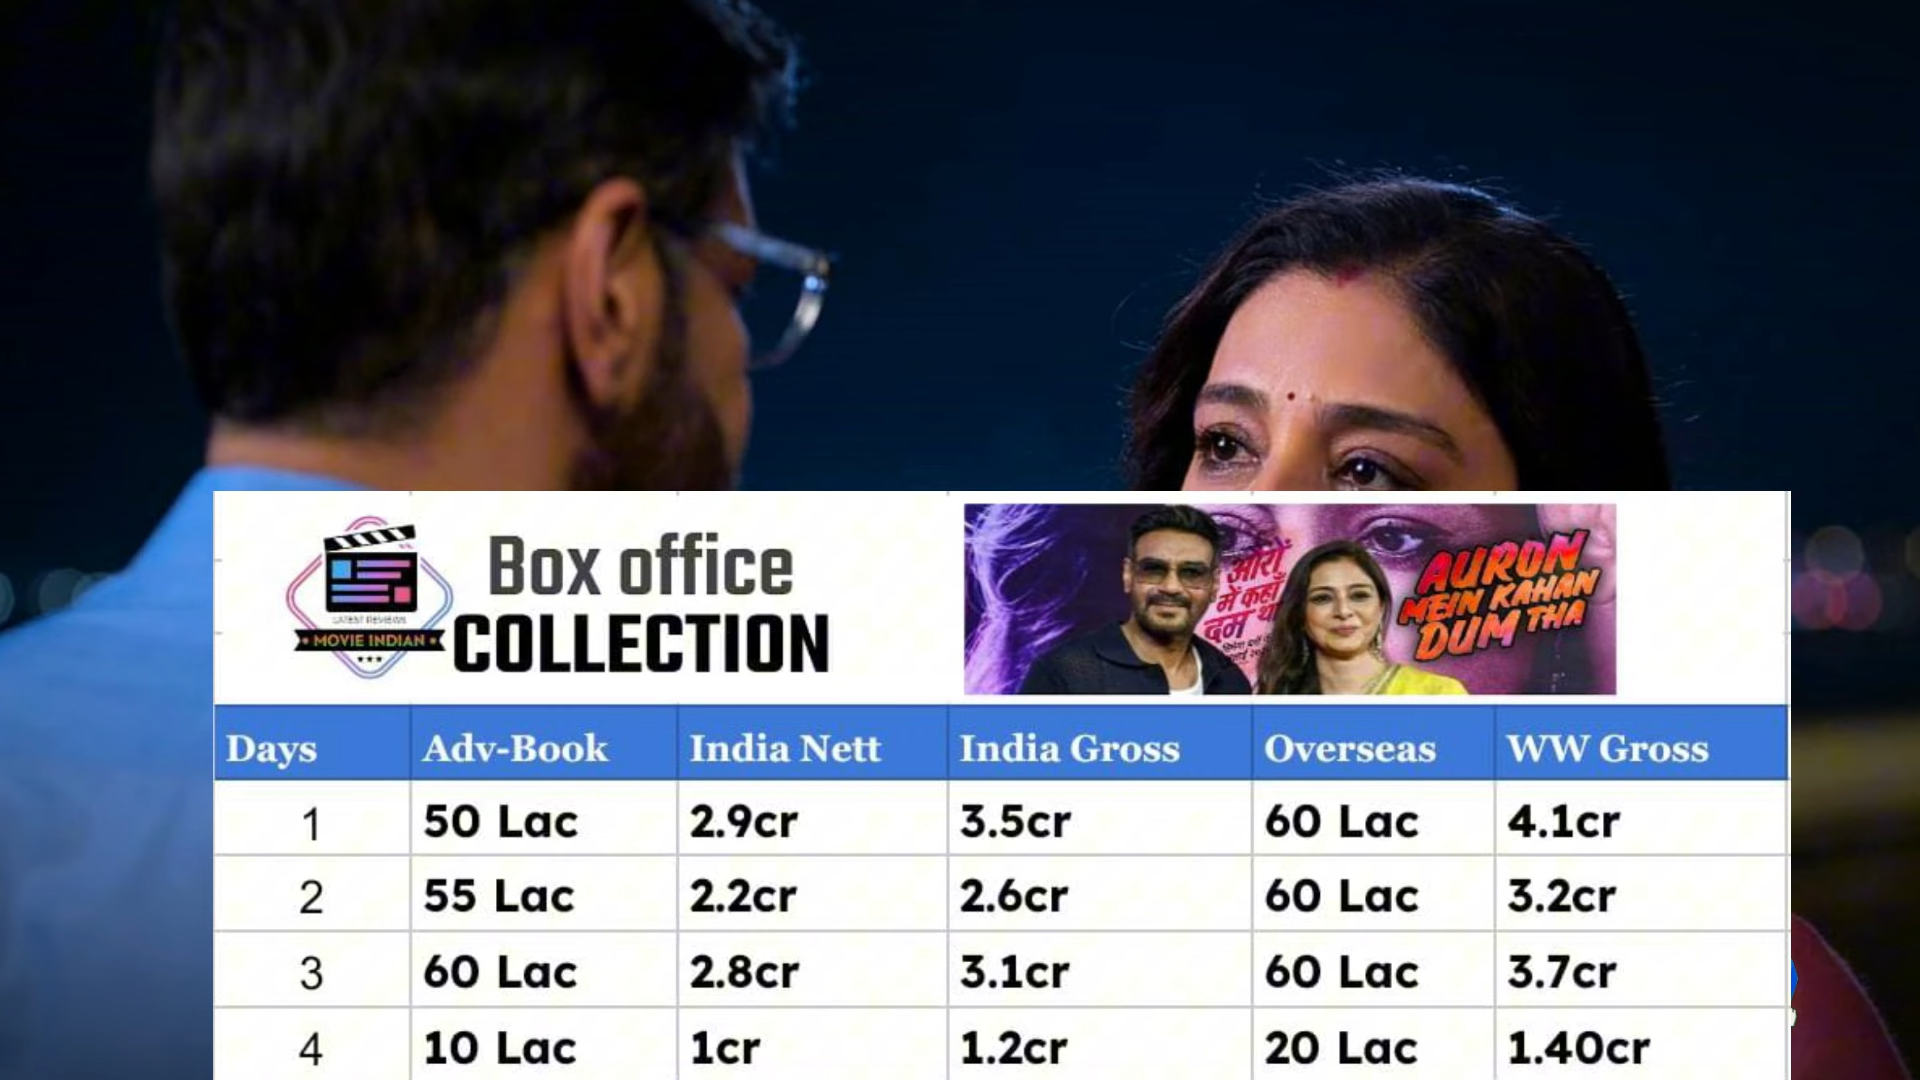 Box office
COLLECTION
LATEST REVIEWS
• MOVIE INDIAN •
औरों
में कहाँ
दम था
AURON
MEIN KAHAN
DUM THA
Days Adv-Book India Nett India Gross Overseas WW Gross
1 50 Lac 2.9cr 3.5cr 60 Lac 4.1cr
2 55 Lac 2.2cr 2.6cr 60 Lac 3.2cr
3 60 Lac 2.8cr 3.1cr 60 Lac 3.7cr
4 10 Lac 1cr 1.2cr 20 Lac 1.40cr